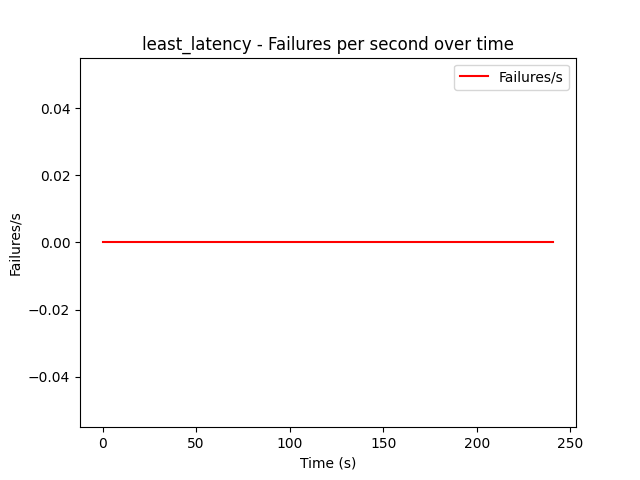 least_latency - Failures per second over time
Failures/s
0.04
0.02
0.00
−0.02
−0.04
Failures/s
0 50 100 150 200 250
Time (s)